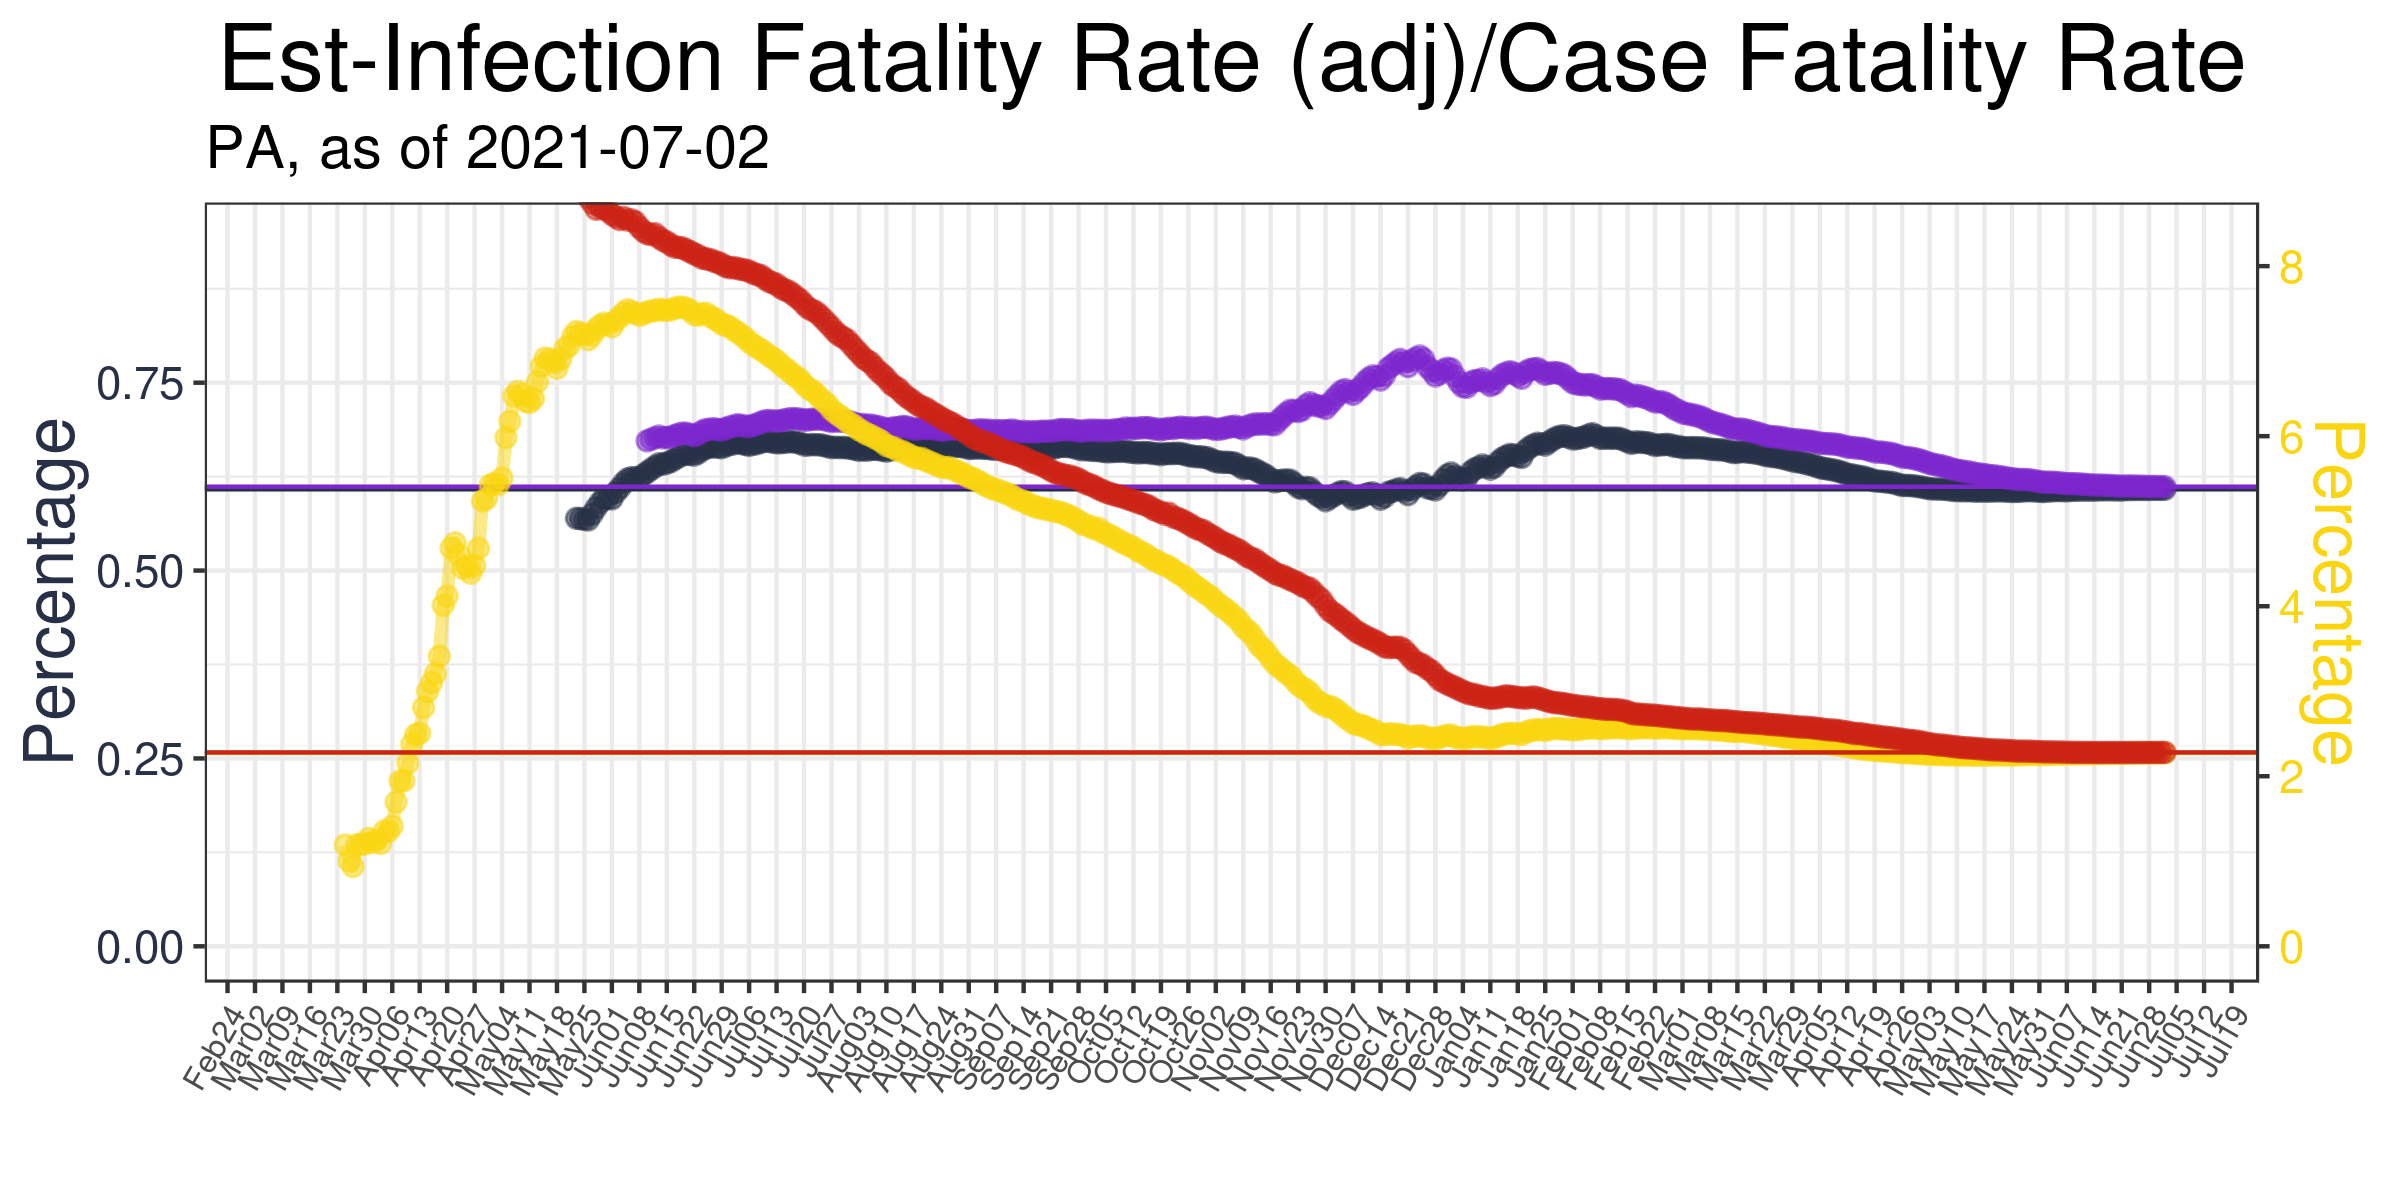 Est-Infection Fatality Rate (adj)/Case Fatality Rate
PA, as of 2021-07-02
Percentage
0.75
0.50
0.25
0.00
8
6
4
2
0
Percentage
Feb24
Mar02
Mar09
Mar16
Mar23
Mar30
Apr06
Apr13
Apr20
Apr27
May04
May11
May18
May25
Jun01
Jun08
Jun15
Jun22
Jun29
Jul06
Jul13
Jul20
Jul27
Aug03
Aug10
Aug17
Aug24
Aug31
Sep07
Sep14
Sep21
Sep28
Oct05
Oct12
Oct19
Oct26
Nov02
Nov09
Nov16
Nov23
Nov30
Dec07
Dec14
Dec21
Dec28
Jan04
Jan11
Jan18
Jan25
Feb01
Feb08
Feb15
Feb22
Mar01
Mar08
Mar15
Mar22
Mar29
Apr05
Apr12
Apr19
Apr26
May03
May10
May17
May24
May31
Jun07
Jun14
Jun21
Jun28
Jul05
Jul12
Jul19